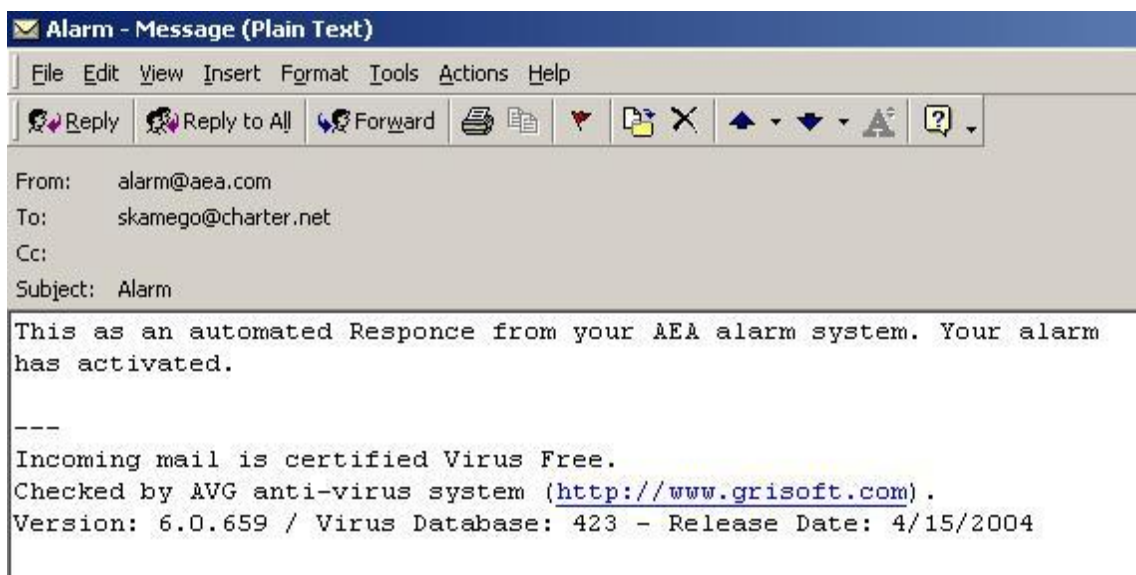 Alarm - Message (Plain Text)
File Edit View Insert Format Tools Actions Help
Reply Reply to All Forward A ?
From: alarm@aea.com
To: skamego@charter.net
Cc:
Subject: Alarm
This as an automated Responce from your AEA alarm system. Your alarm
has activated.
---
Incoming mail is certified Virus Free.
Checked by AVG anti-virus system (http://www.grisoft.com).
Version: 6.0.659 / Virus Database: 423 - Release Date: 4/15/2004